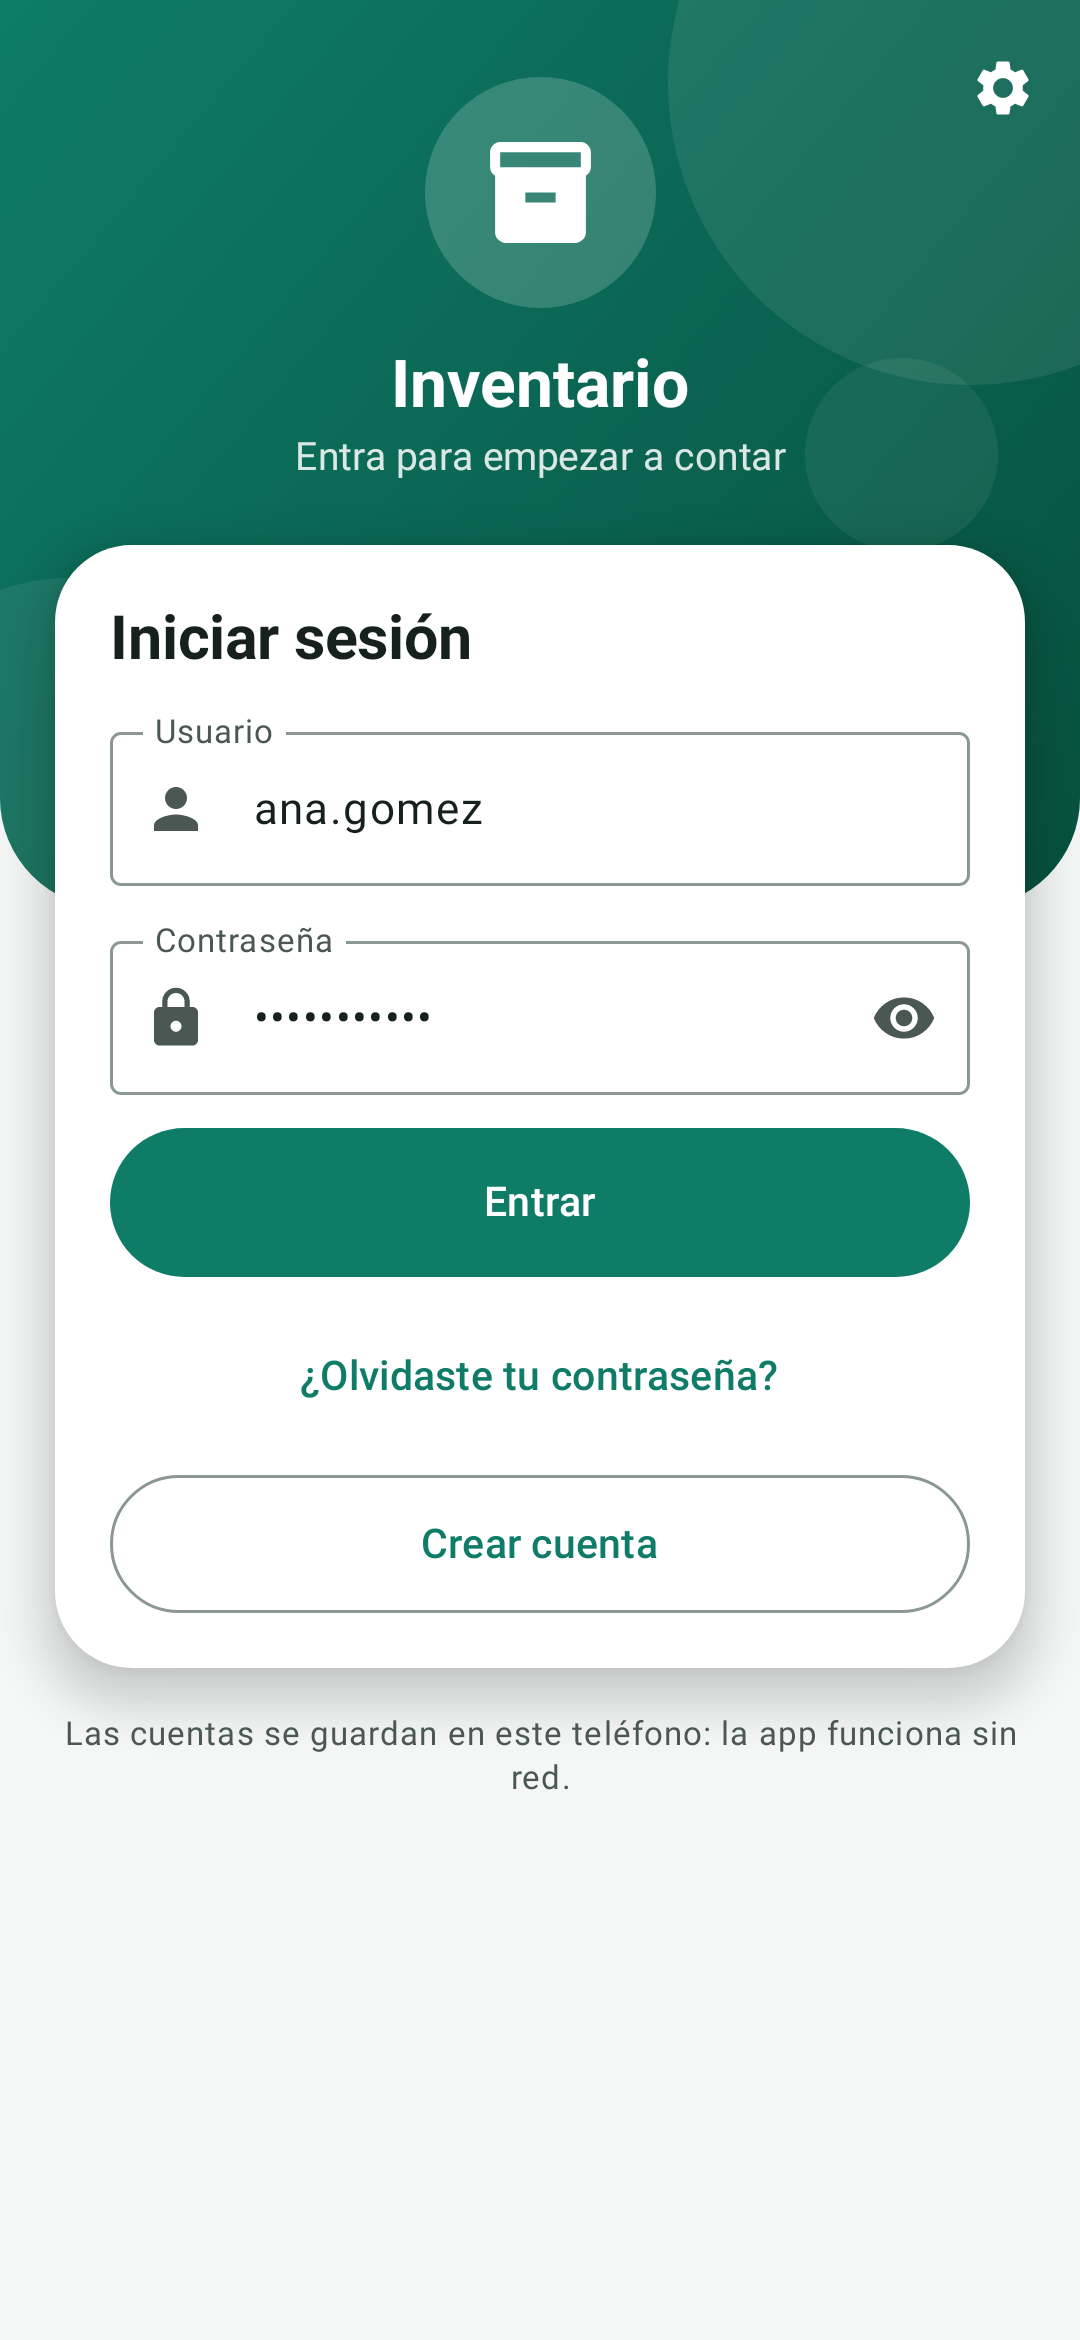 Inventario
Entra para empezar a contar
Iniciar sesión
Usuario
ana.gomez
Contraseña
•••••••••••
Entrar
¿Olvidaste tu contraseña?
Crear cuenta
Las cuentas se guardan en este teléfono: la app funciona sin
red.